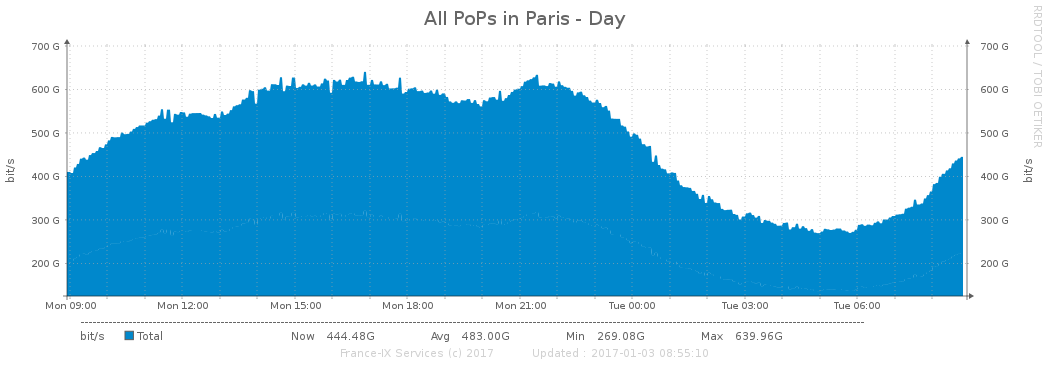 All PoPs in Paris - Day
RRDTOOL / TOBI OETIKER
700 G 700 G
600 G 600 G
500 G 500 G
400 G 400 G
300 G 300 G
200 G 200 G
bit/s bit/s
Mon 09:00 Mon 12:00 Mon 15:00 Mon 18:00 Mon 21:00 Tue 00:00 Tue 03:00 Tue 06:00
bit/s Total Now 444.48G Avg 483.00G Min 269.08G Max 639.96G
France-IX Services (c) 2017 Updated : 2017-01-03 08:55:10